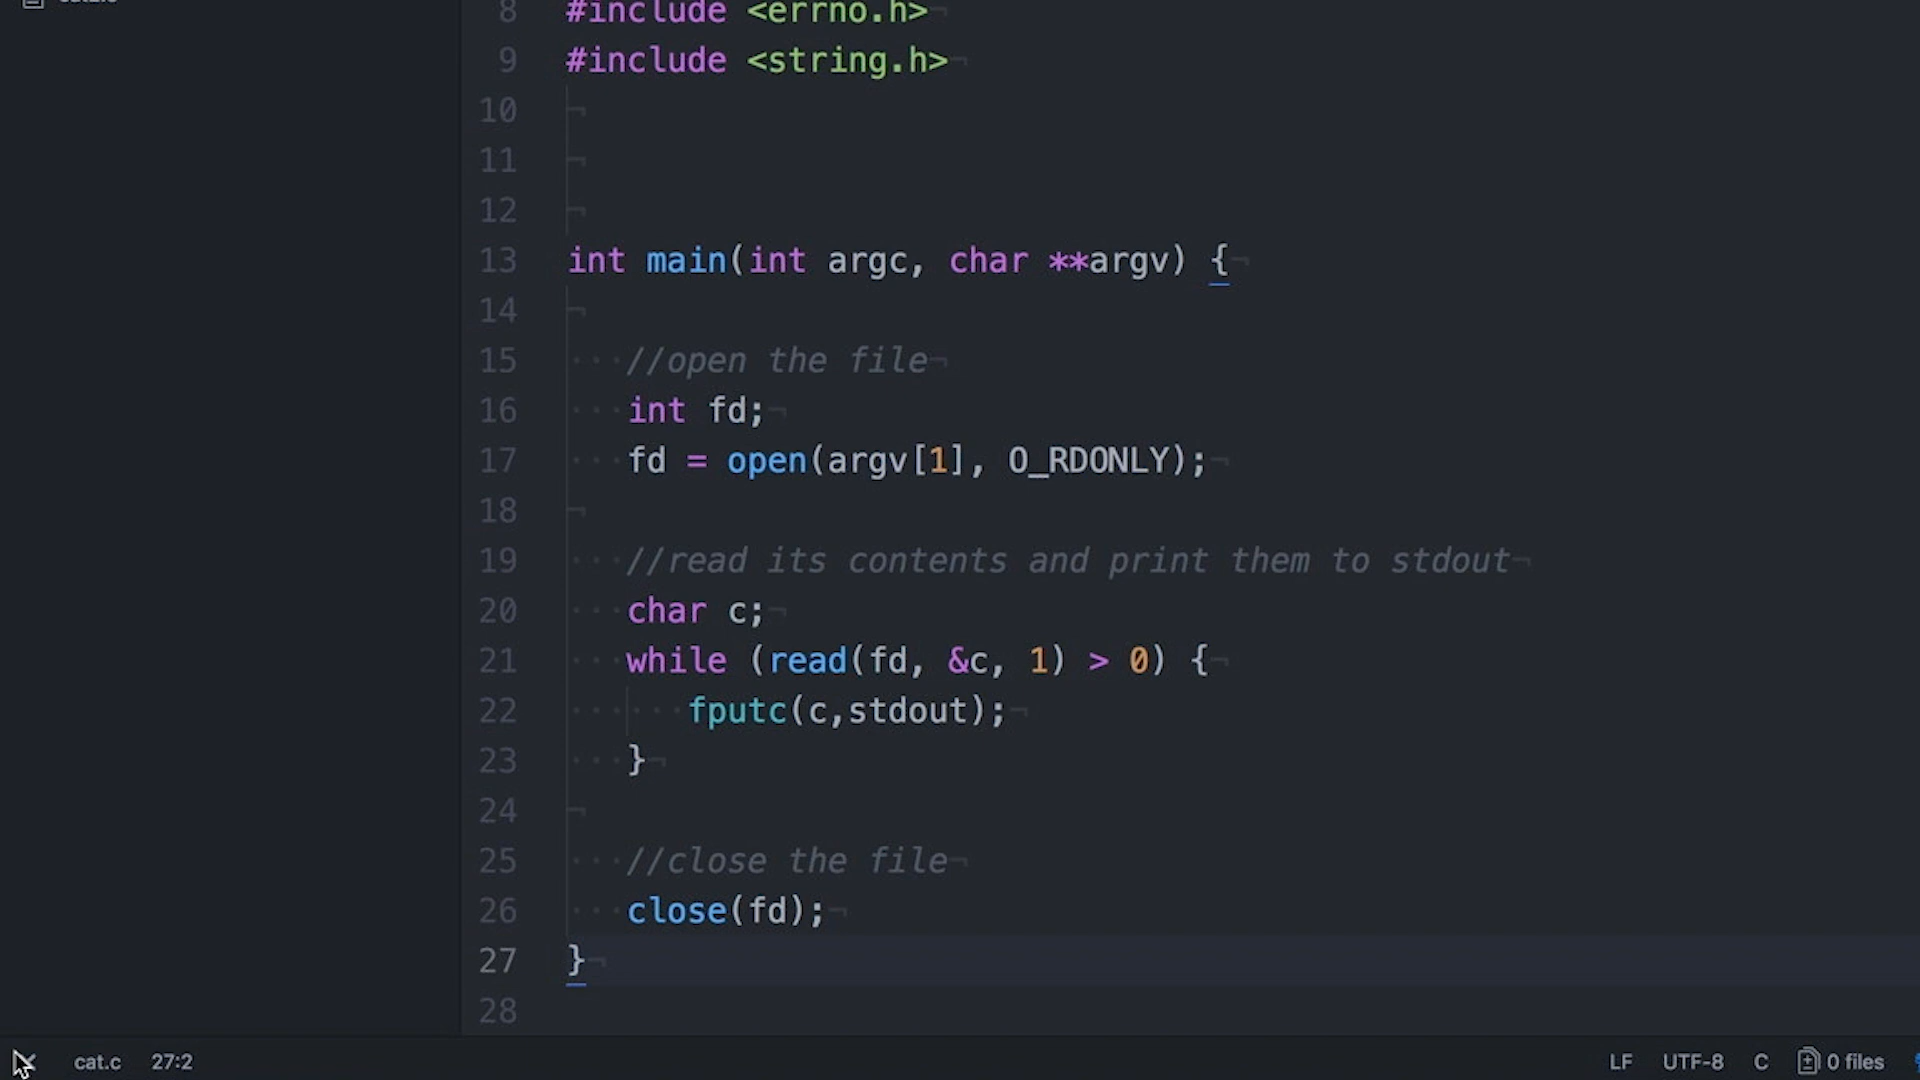 8 #include <errno.h>
9 #include <string.h>
10
11
12
13 int main(int argc, char **argv) {
14
15 //open the file
16 int fd;
17 fd = open(argv[1], O_RDONLY);
18
19 //read its contents and print them to stdout
20 char c;
21 while (read(fd, &c, 1) > 0) {
22 fputc(c,stdout);
23 }
24
25 //close the file
26 close(fd);
27 }
28
cat.c 27:2 LF UTF-8 C 0 files